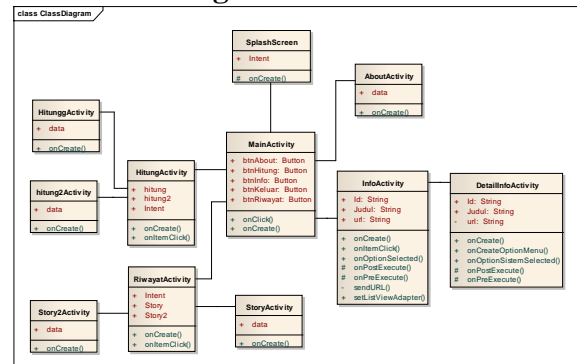 class ClassDiagram
SplashScreen
+ Intent
# onCreate()
AboutActivity
+ data
+ onCreate()
HitunggActivity
+ data
+ onCreate()
MainActivity
+ btnAbout: Button
+ btnHitung: Button
+ btnInfo: Button
+ btnKeluar: Button
+ btnRiwayat: Button
+ onClick()
+ onCreate()
HitungActivity
+ hitung
+ hitung2
+ Intent
+ onCreate()
+ onItemClick()
hitung2Activity
+ data
+ onCreate()
InfoActivity
+ Id: String
+ Judul: String
+ url: String
+ onCreate()
+ onItemClick()
+ onOptionSelected()
# onPostExecute()
# onPreExecute()
- sendURL()
+ setListViewAdapter()
DetailInfoActivity
+ Id: String
+ Judul: String
- url: String
+ onCreate()
+ onCreateOptionMenu()
+ onOptionSistemSelected()
# onPostExecute()
# onPreExecute()
RiwayatActivity
+ Intent
+ Story
+ Story2
+ onCreate()
+ onItemClick()
Story2Activity
+ data
+ onCreate()
StoryActivity
+ data
+ onCreate()